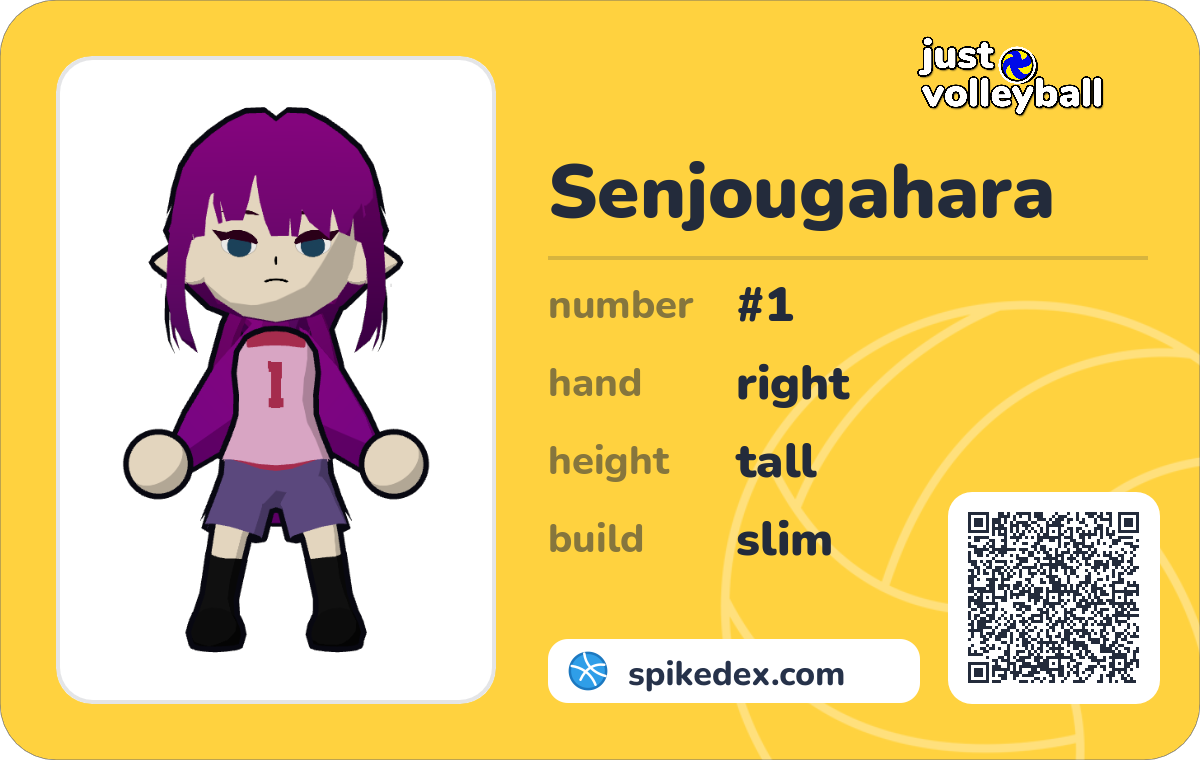 just
volleyball
Senjougahara
number #1
hand right
height tall
build slim
1
spikedex.com